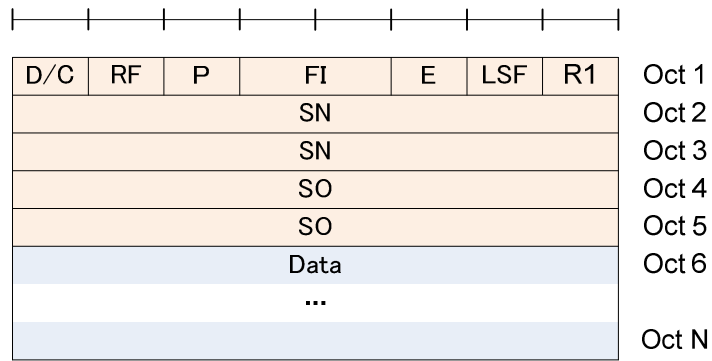 D/C RF P FI E LSF R1 Oct 1
SN Oct 2
SN Oct 3
SO Oct 4
SO Oct 5
Data Oct 6
...
Oct N